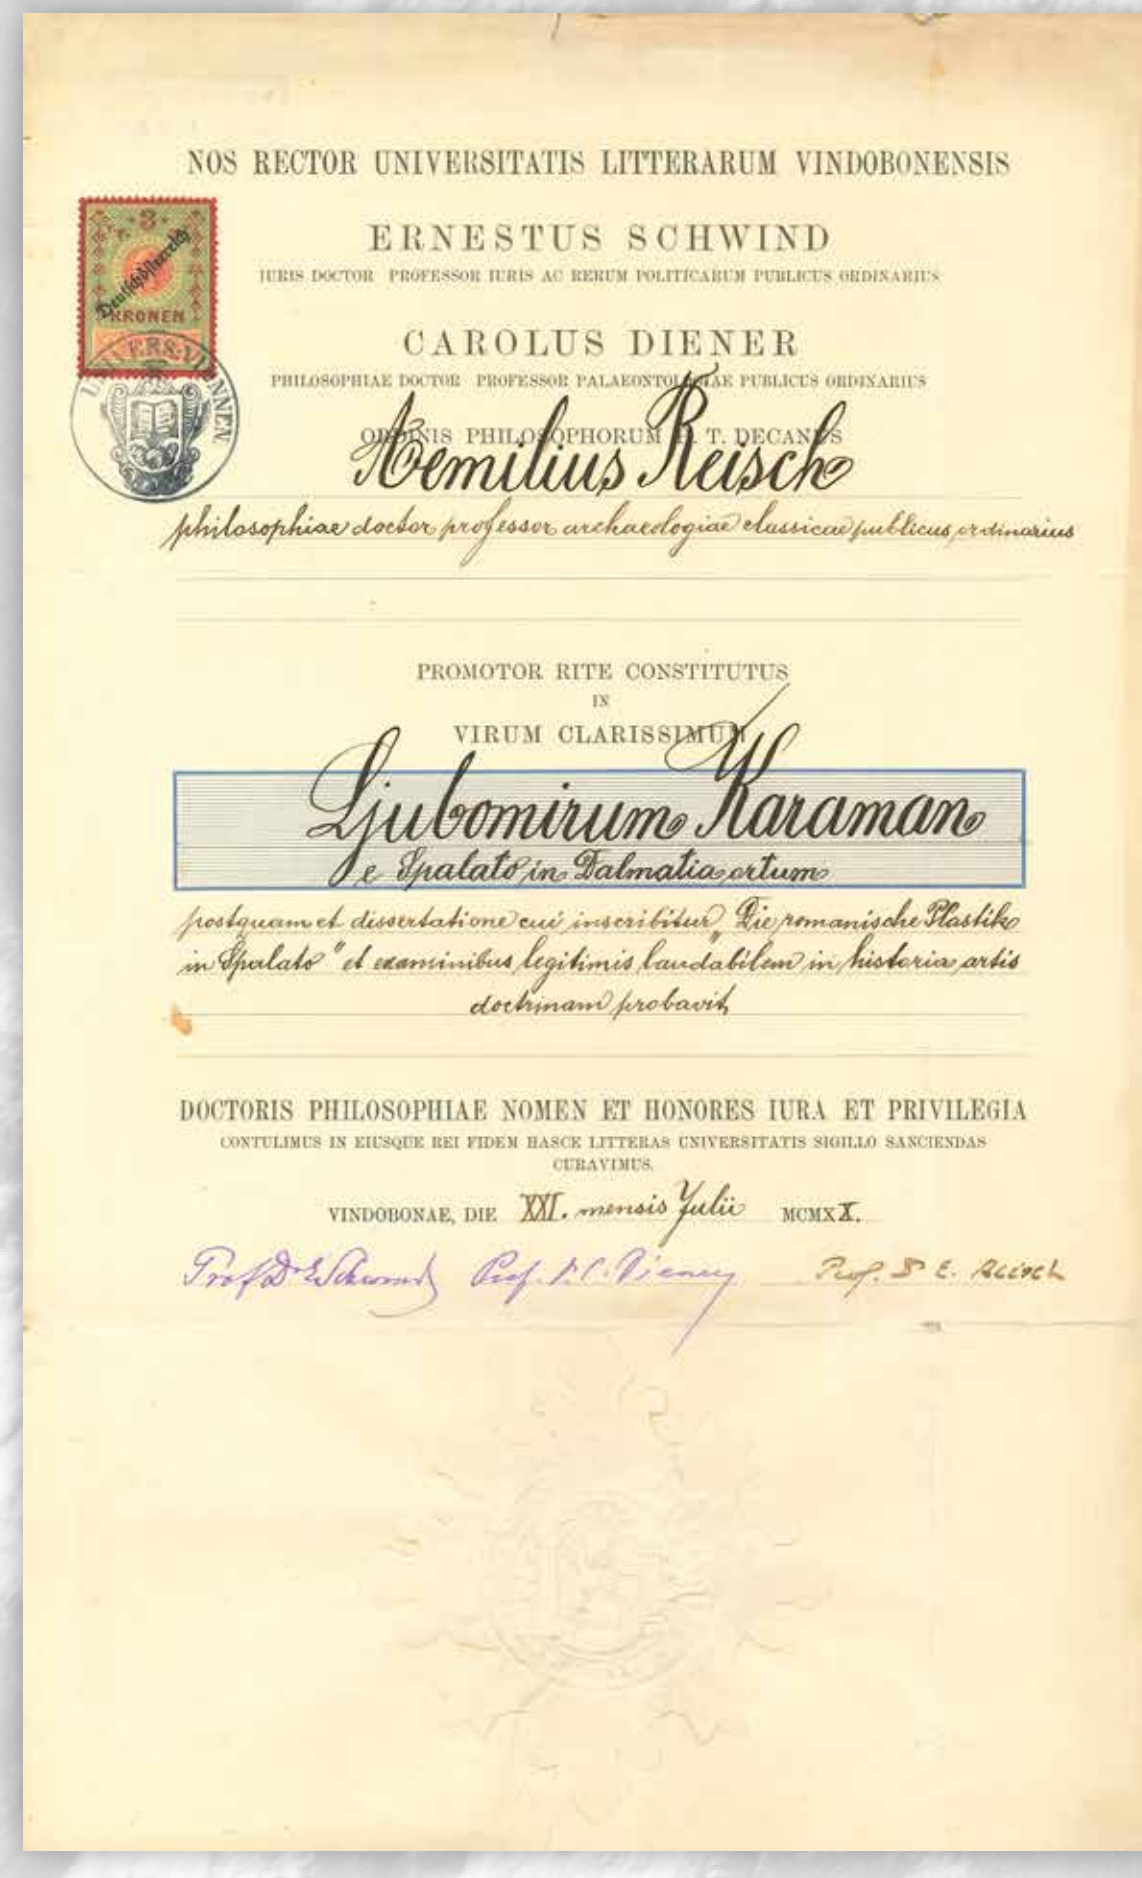 NOS RECTOR UNIVERSITATIS LITTERARUM VINDOBONENSIS
3
Deutschösterreich
KRONEN
ERNESTUS SCHWIND
IURIS DOCTOR PROFESSOR IURIS AC RERUM POLITICARUM PUBLICUS ORDINARIUS
CAROLUS DIENER
PHILOSOPHIAE DOCTOR PROFESSOR PALAEONTOLOGIAE PUBLICUS ORDINARIUS
ORDINIS PHILOSOPHORUM P. T. DECANUS
Aemilius Reisch
philosophiae doctor professor archaeologiae classicae publicus ordinarius
PROMOTOR RITE CONSTITUTUS
IN
VIRUM CLARISSIMUM
Ljubomirum Karaman
e Spalato in Dalmatia ortum
postquam et dissertatione cui inscribitur „Die romanische Plastik
in Spalato" et examinibus legitimis laudabilem in historia artis
doctrinam probavit
DOCTORIS PHILOSOPHIAE NOMEN ET HONORES IURA ET PRIVILEGIA
CONTULIMUS IN EIUSQUE REI FIDEM HASCE LITTERAS UNIVERSITATIS SIGILLO SANCIENDAS
CURAVIMUS.
VINDOBONAE, DIE XXI. mensis Julii MCMXX.
Prof. Dr. E. Schwind Prof. Dr. C. Diener Prof. Dr E. Reisch